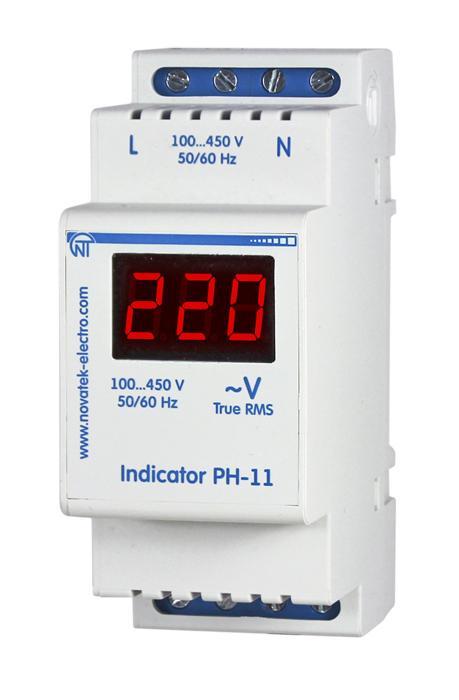 L 100...450 V N
50/60 Hz
NT
220
www.novatek-electro.com
100...450 V ~V
50/60 Hz True RMS
Indicator PH-11